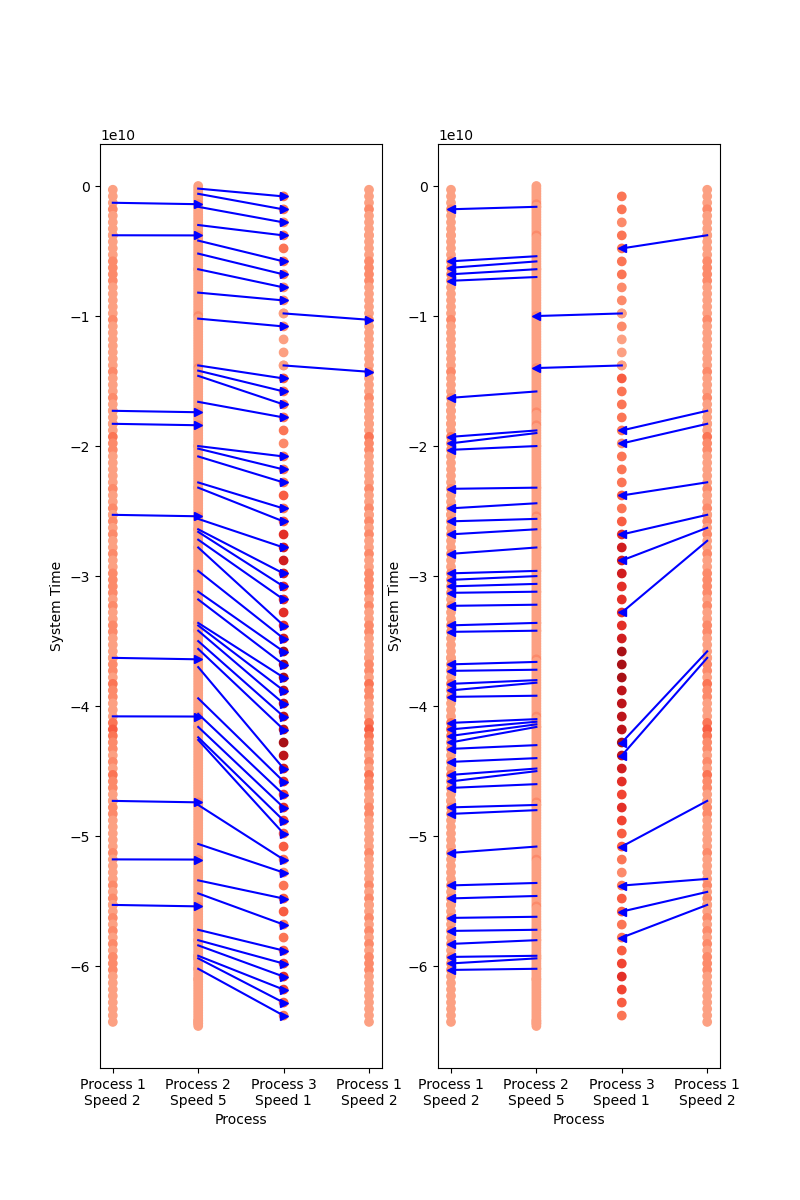 1e10
0
−1
−2
−3
−4
−5
−6
System Time
Process 1
Speed 2
Process 2
Speed 5
Process 3
Speed 1
Process 1
Speed 2
Process
1e10
0
−1
−2
−3
−4
−5
−6
System Time
Process 1
Speed 2
Process 2
Speed 5
Process 3
Speed 1
Process 1
Speed 2
Process